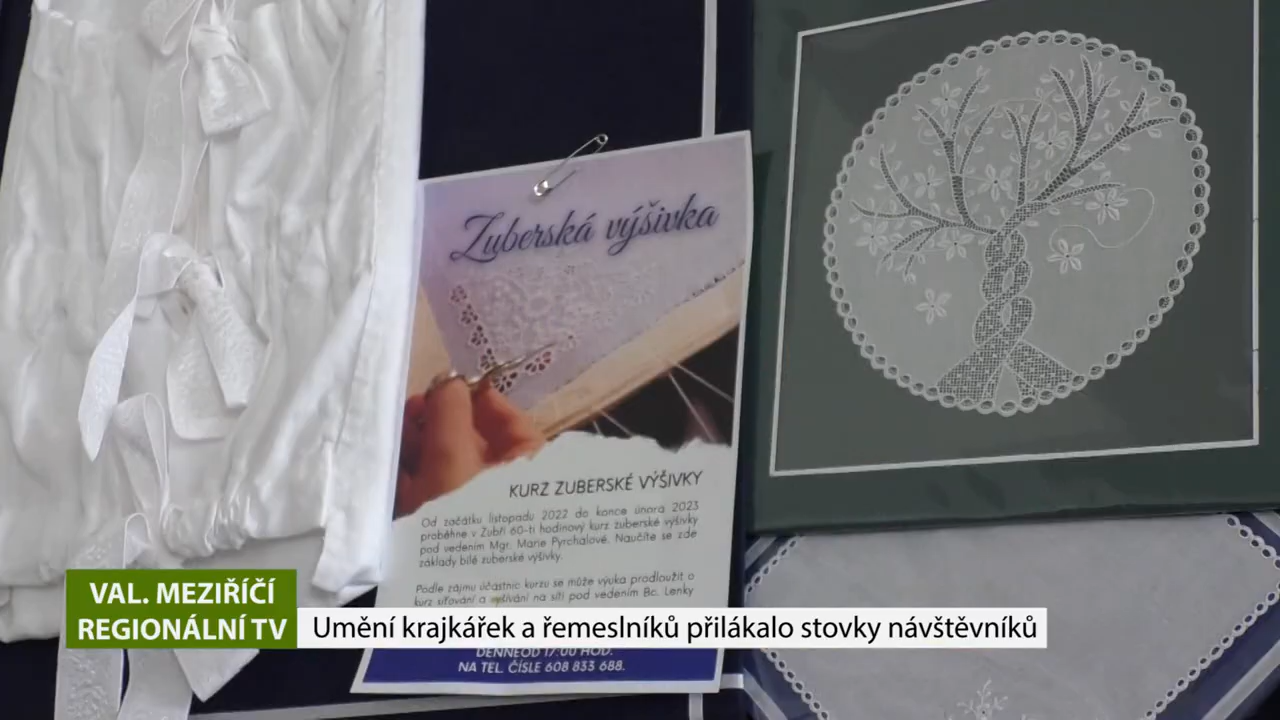 Zuberská výšivka
KURZ ZUBERSKÉ VÝŠIVKY
Od začátku listopadu 2022 do konce února 2023
proběhne v Zubří 60-ti hodinový kurz zuberské výšivky
pod vedením Mgr. Marie Pyrchalové. Naučíte se zde
základy bílé zuberské výšivky.
Podle zájmu účastnic kurzu se může výuka prodloužit o
kurz síťování a vyšívání na síti pod vedením Bc. Lenky
VAL. MEZIŘÍČÍ
REGIONÁLNÍ TV
Umění krajkářek a řemeslníků přilákalo stovky návštěvníků
DENNEOD 17:00 HOD.
NA TEL. ČÍSLE 608 833 688.